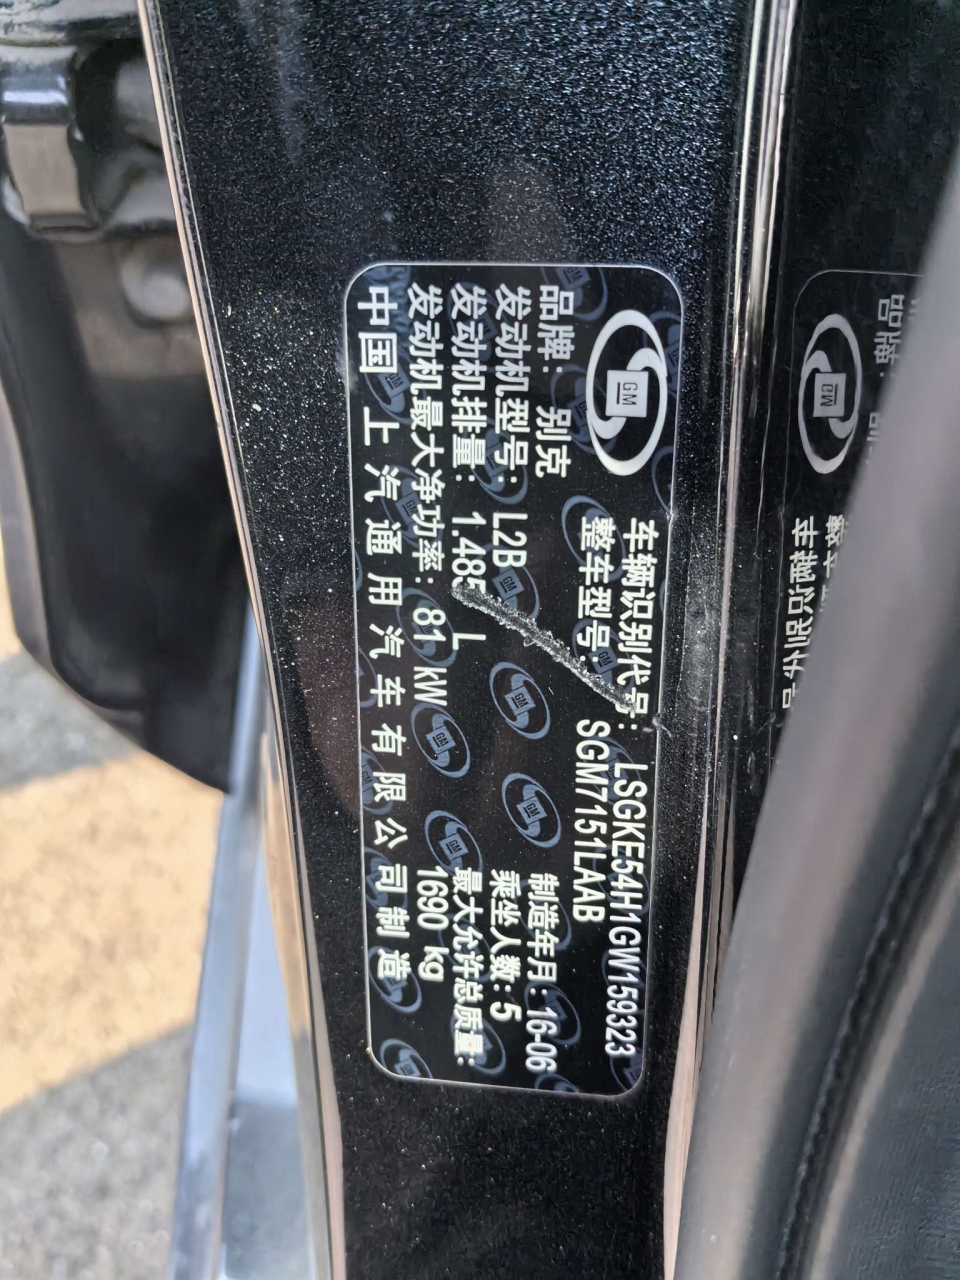 GM
车辆识别代号: LSGKE54H1GW159323
整车型号: SGM7151LAAB
品牌: 别克
制造年月: 16-06
发动机型号: L2B
乘坐人数: 5
发动机排量: 1.485 L
最大允许总质量:
发动机最大净功率: 81 kW
1690 kg
中国上汽通用汽车有限公司制造